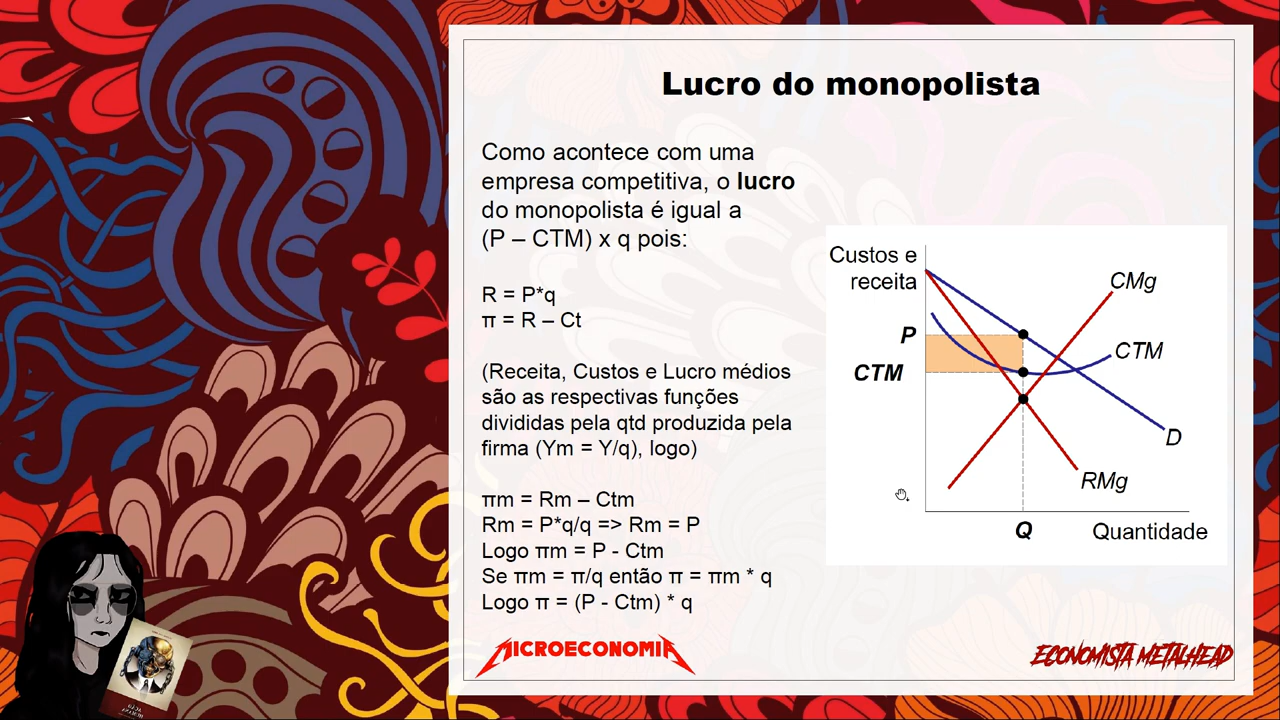 Lucro do monopolista
Como acontece com uma
empresa competitiva, o lucro
do monopolista é igual a
(P – CTM) x q pois:
R = P*q
π = R – Ct
(Receita, Custos e Lucro médios
são as respectivas funções
divididas pela qtd produzida pela
firma (Ym = Y/q), logo)
πm = Rm – Ctm
Rm = P*q/q => Rm = P
Logo πm = P - Ctm
Se πm = π/q então π = πm * q
Logo π = (P - Ctm) * q
Custos e
receita
P
CTM
CMg
CTM
D
RMg
Q
Quantidade
MICROECONOMIA
ECONOMISTA METALHEAD